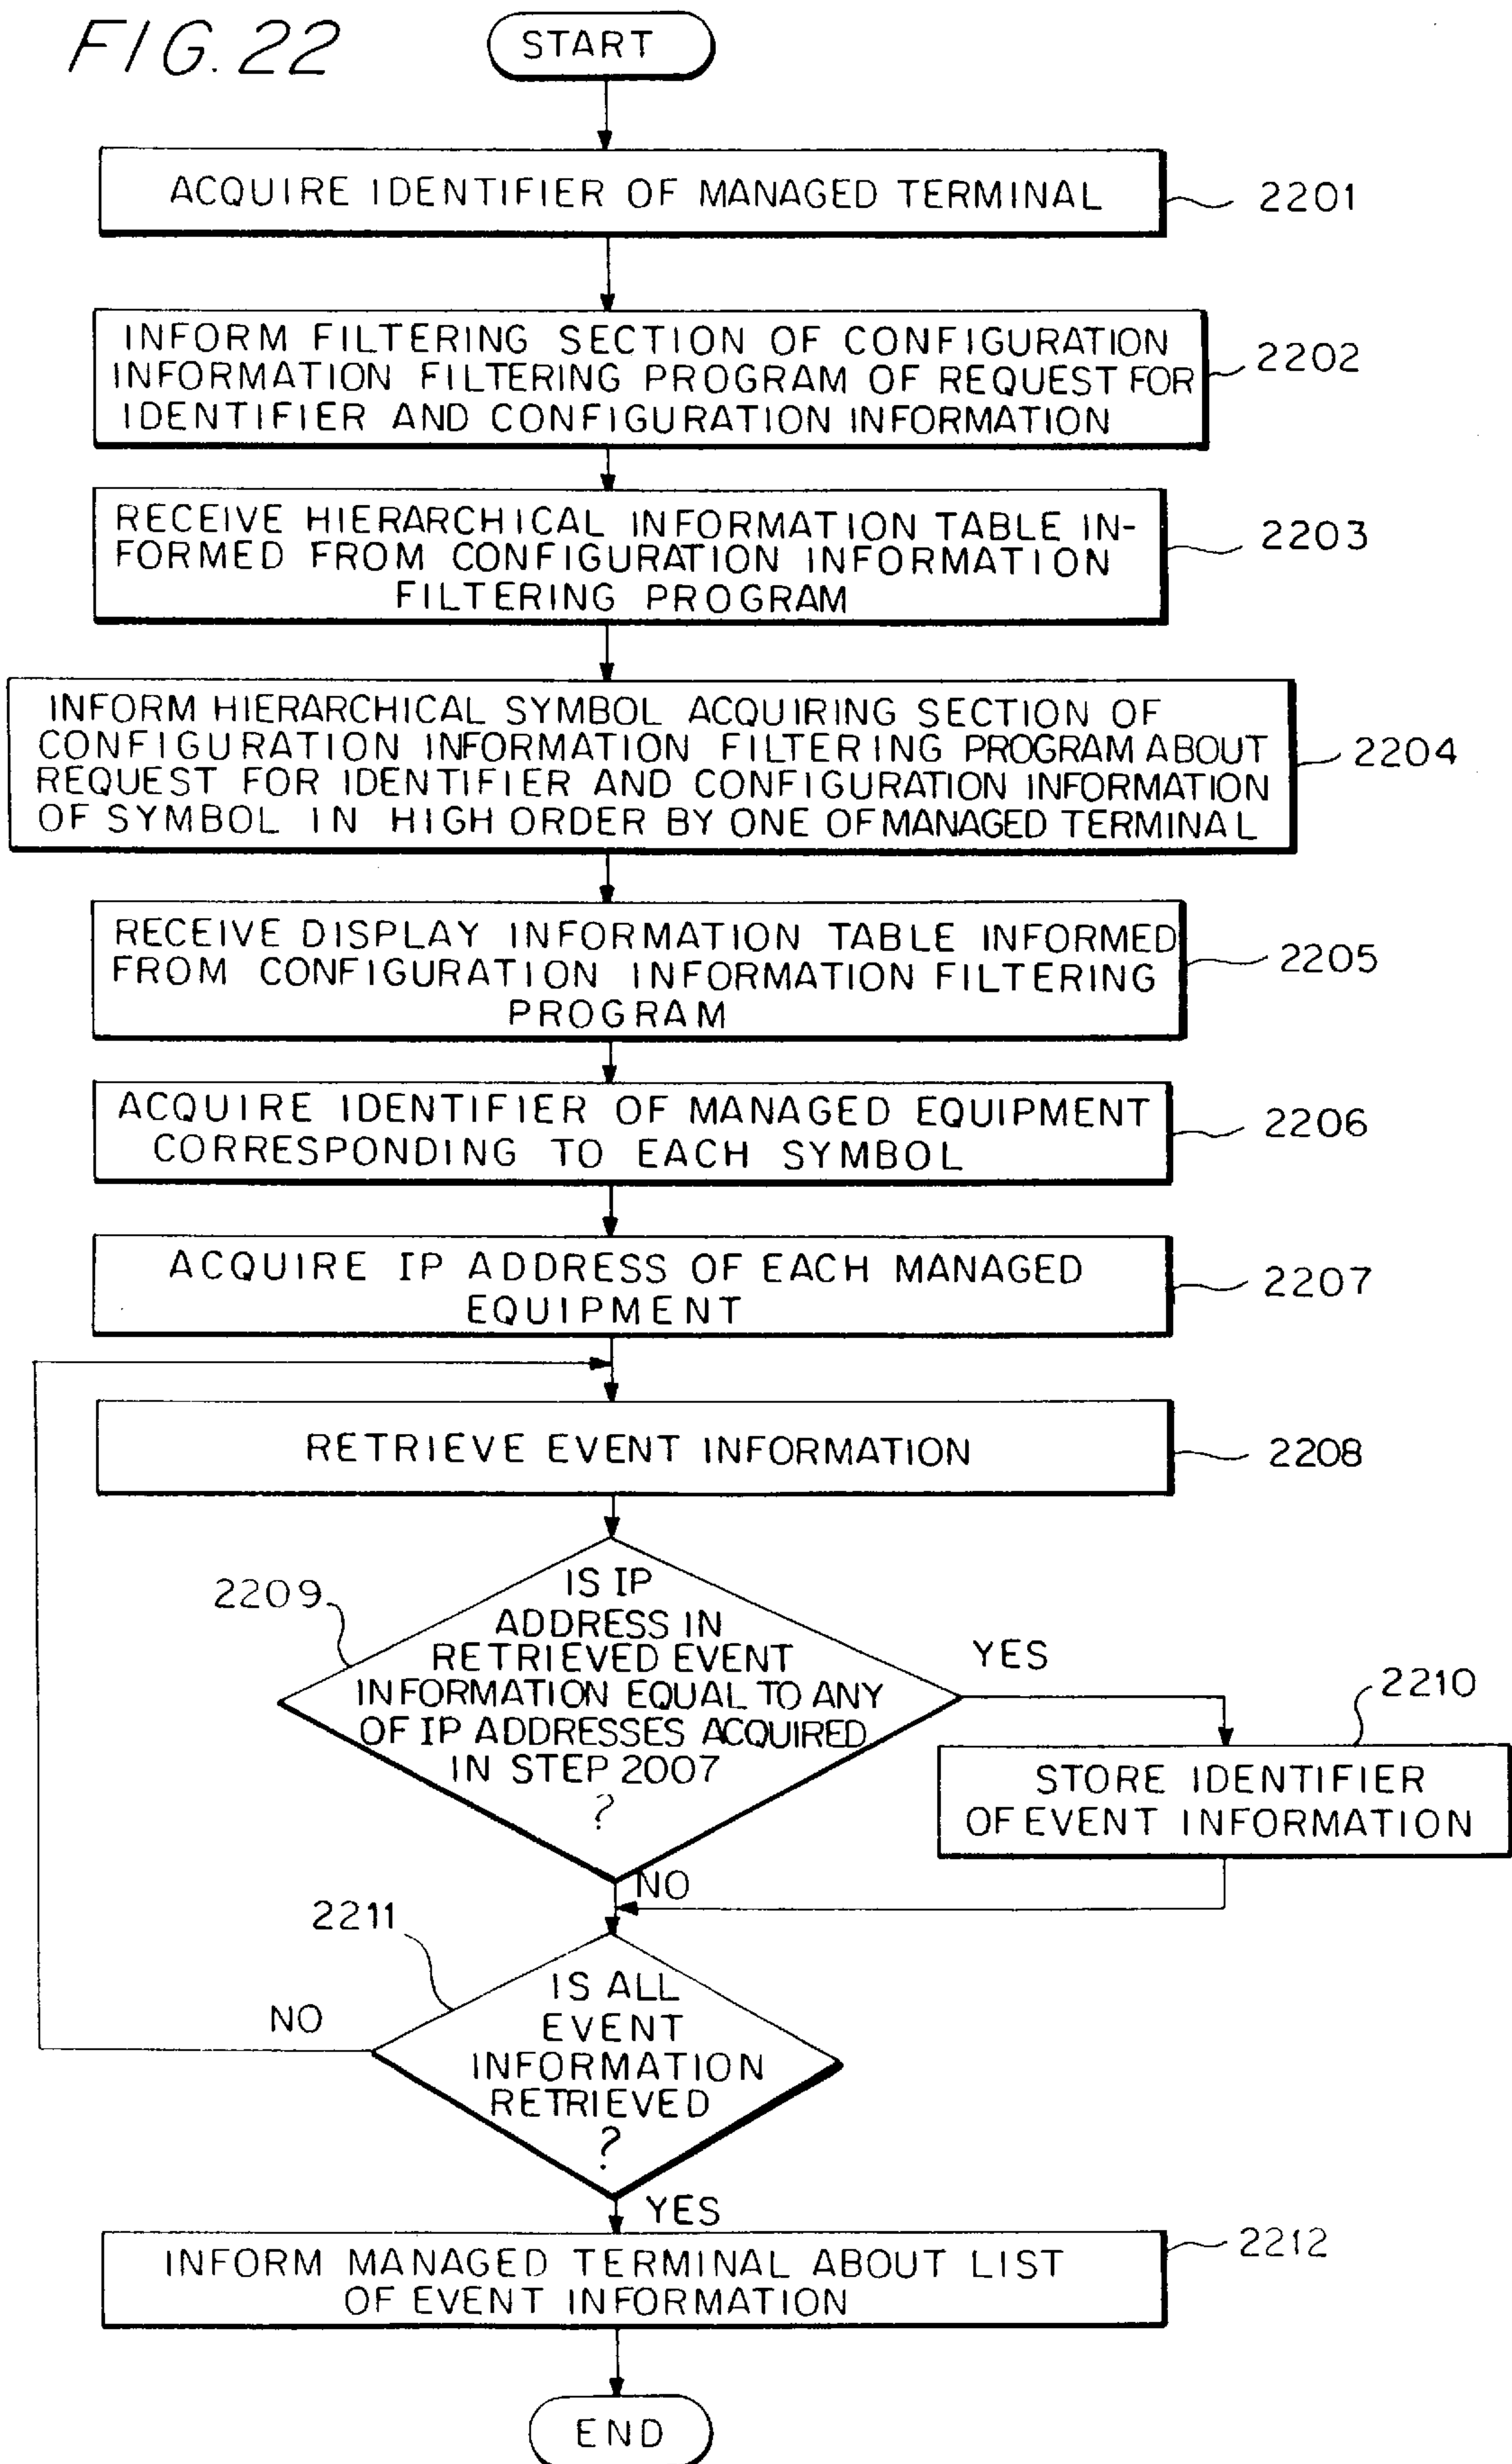 FIG. 22
START
ACQUIRE IDENTIFIER OF MANAGED TERMINAL
2201
INFORM FILTERING SECTION OF CONFIGURATION
INFORMATION FILTERING PROGRAM OF REQUEST FOR
IDENTIFIER AND CONFIGURATION INFORMATION
2202
RECEIVE HIERARCHICAL INFORMATION TABLE IN-
FORMED FROM CONFIGURATION INFORMATION
FILTERING PROGRAM
2203
INFORM HIERARCHICAL SYMBOL ACQUIRING SECTION OF
CONFIGURATION INFORMATION FILTERING PROGRAM ABOUT
REQUEST FOR IDENTIFIER AND CONFIGURATION INFORMATION
OF SYMBOL IN HIGH ORDER BY ONE OF MANAGED TERMINAL
2204
RECEIVE DISPLAY INFORMATION TABLE INFORMED
FROM CONFIGURATION INFORMATION FILTERING
PROGRAM
2205
ACQUIRE IDENTIFIER OF MANAGED EQUIPMENT
CORRESPONDING TO EACH SYMBOL
2206
ACQUIRE IP ADDRESS OF EACH MANAGED
EQUIPMENT
2207
RETRIEVE EVENT INFORMATION
2208
2209
IS IP
ADDRESS IN
RETRIEVED EVENT
INFORMATION EQUAL TO ANY
OF IP ADDRESSES ACQUIRED
IN STEP 2007
?
YES
2210
STORE IDENTIFIER
OF EVENT INFORMATION
NO
2211
IS ALL
EVENT
INFORMATION
RETRIEVED
?
NO
YES
INFORM MANAGED TERMINAL ABOUT LIST
OF EVENT INFORMATION
2212
END